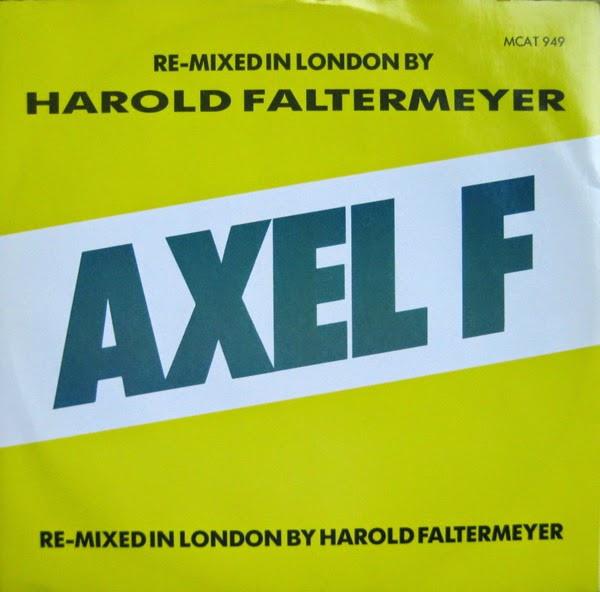 MCAT 949
RE-MIXED IN LONDON BY
HAROLD FALTERMEYER
AXEL F
RE-MIXED IN LONDON BY HAROLD FALTERMEYER